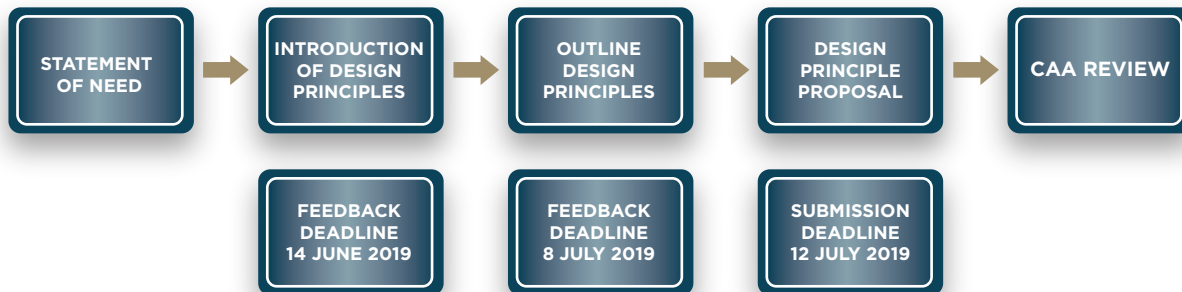 STATEMENT
OF NEED
INTRODUCTION
OF DESIGN
PRINCIPLES
OUTLINE
DESIGN
PRINCIPLES
DESIGN
PRINCIPLE
PROPOSAL
CAA REVIEW
FEEDBACK
DEADLINE
14 JUNE 2019
FEEDBACK
DEADLINE
8 JULY 2019
SUBMISSION
DEADLINE
12 JULY 2019